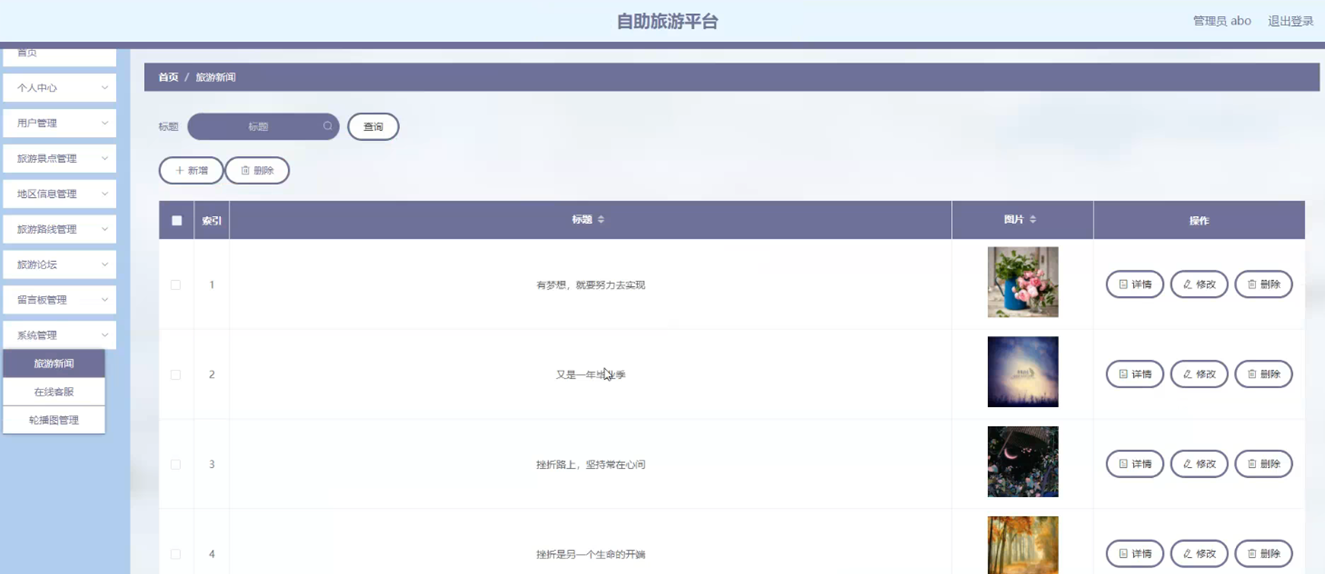 自助旅游平台
管理员 abo 退出登录
首页
个人中心
用户管理
旅游景点管理
地区信息管理
旅游路线管理
旅游论坛
留言板管理
系统管理
旅游新闻
在线客服
轮播图管理
首页 / 旅游新闻
标题 标题 查询
+ 新增 删除
索引 标题 图片 操作
1 有梦想，就要努力去实现 详情 修改 删除
2 又是一年毕业季 详情 修改 删除
3 挫折路上，坚持常在心间 详情 修改 删除
4 挫折是另一个生命的开端 详情 修改 删除